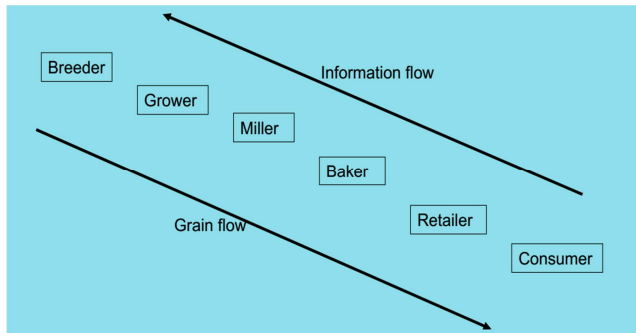 Information flow
Breeder
Grower
Miller
Baker
Retailer
Grain flow
Consumer